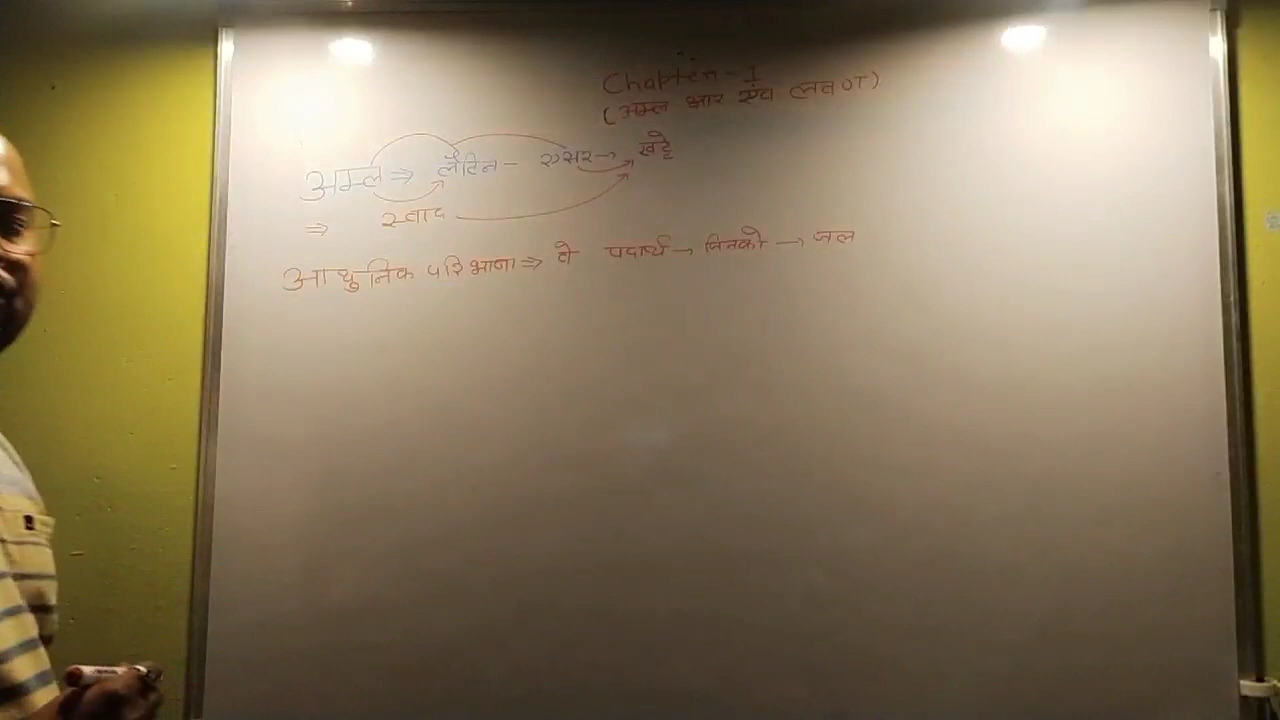 Chapter - 1
(अम्ल क्षार एंव लवण)
अम्ल ⇒ लैटिन - एसर → खट्टे
⇒ स्वाद
आधुनिक परिभाषा ⇒ वे पदार्थ → जिनको → जल